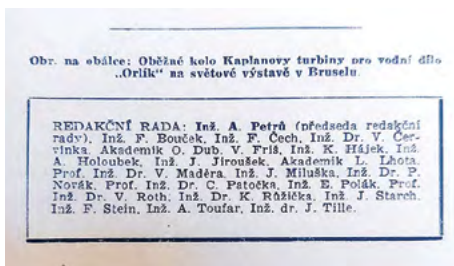 Obr. na obálce: Oběžné kolo Kaplanovy turbiny pro vodní dílo
„Orlík“ na světové výstavě v Bruselu.
REDAKČNÍ RADA: Inž. A. Petrů (předseda redakční
rady), Inž. F. Bouček, Inž. F. Čech, Inž. Dr. V. Čer-
vinka, Akademik O. Dub, V. Friš, Inž. K. Hájek, Inž.
A. Holoubek, Inž. J. Jiroušek, Akademik L. Lhota,
Prof. Inž. Dr. V. Maděra, Inž. J. Miluška, Inž. Dr. P.
Novák, Prof. Inž. Dr. C. Patočka, Inž. E. Polák, Prof.
Inž. Dr. V. Roth, Inž. Dr. K. Růžička, Inž. J. Starch,
Inž. F. Stein, Inž. A. Toufar, Inž. dr. J. Tille.